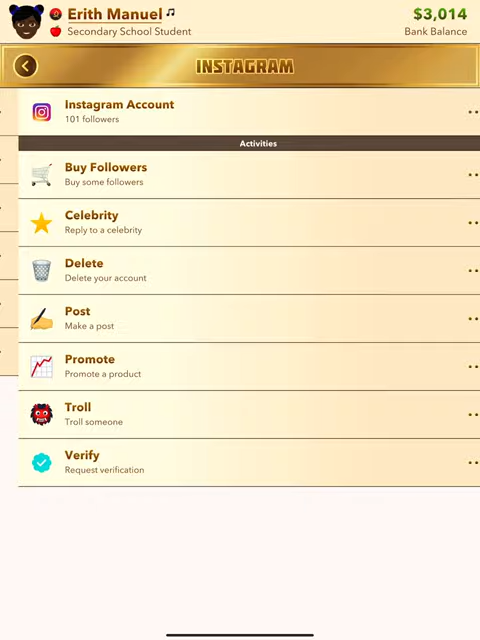 Erith Manuel
$3,014
Secondary School Student
Bank Balance
INSTAGRAM
Instagram Account
101 followers
Activities
Buy Followers
Buy some followers
Celebrity
Reply to a celebrity
Delete
Delete your account
Post
Make a post
Promote
Promote a product
Troll
Troll someone
Verify
Request verification